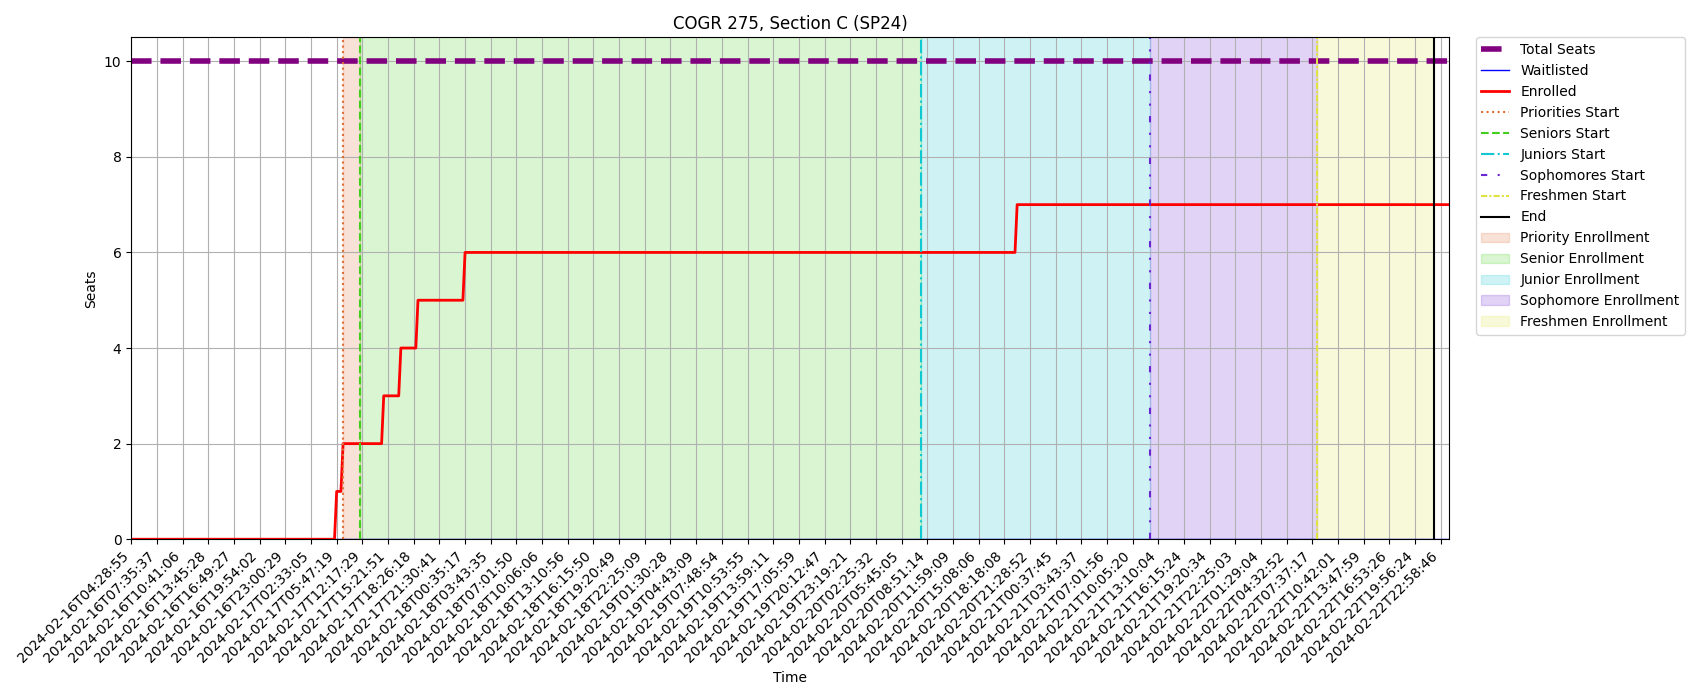 COGR 275, Section C (SP24)
Seats
10
8
6
4
2
0
2024-02-16T04:28:55
2024-02-16T07:35:37
2024-02-16T10:41:06
2024-02-16T13:45:28
2024-02-16T16:49:27
2024-02-16T19:54:02
2024-02-16T23:00:29
2024-02-17T02:33:05
2024-02-17T05:47:19
2024-02-17T12:17:29
2024-02-17T15:21:51
2024-02-17T18:26:18
2024-02-17T21:30:41
2024-02-18T00:35:17
2024-02-18T03:43:35
2024-02-18T07:01:50
2024-02-18T10:06:06
2024-02-18T13:10:56
2024-02-18T16:15:50
2024-02-18T19:20:49
2024-02-18T22:25:09
2024-02-19T01:30:28
2024-02-19T04:43:09
2024-02-19T07:48:54
2024-02-19T10:53:55
2024-02-19T13:59:11
2024-02-19T17:05:59
2024-02-19T20:12:47
2024-02-19T23:19:21
2024-02-20T02:25:32
2024-02-20T05:45:05
2024-02-20T08:51:14
2024-02-20T11:59:09
2024-02-20T15:08:06
2024-02-20T18:18:08
2024-02-20T21:28:52
2024-02-21T00:37:45
2024-02-21T03:43:37
2024-02-21T07:01:56
2024-02-21T10:05:20
2024-02-21T13:10:04
2024-02-21T16:15:24
2024-02-21T19:20:34
2024-02-21T22:25:03
2024-02-22T01:29:04
2024-02-22T04:32:52
2024-02-22T07:37:17
2024-02-22T10:42:01
2024-02-22T13:47:59
2024-02-22T16:53:26
2024-02-22T19:56:24
2024-02-22T22:58:46
Time
Total Seats
Waitlisted
Enrolled
Priorities Start
Seniors Start
Juniors Start
Sophomores Start
Freshmen Start
End
Priority Enrollment
Senior Enrollment
Junior Enrollment
Sophomore Enrollment
Freshmen Enrollment